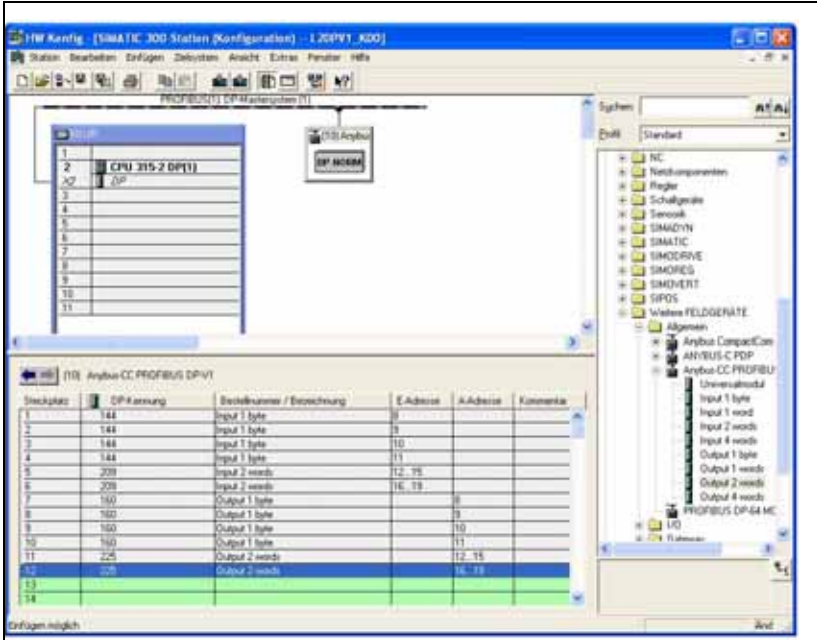 HW Konfig - [SIMATIC 300-Station (Konfiguration) -- L20PV1_KD0]
Station Bearbeiten Einfügen Zielsystem Ansicht Extras Fenster Hilfe
PROFIBUS(1): DP-Mastersystem (1)
1
2 CPU 315-2 DP(1)
X2 DP
3
4
5
6
7
8
9
10
11
(10) Anybus
DP-NORM
Suchen:
Profil Standard
NC
Netzkomponenten
Regler
Schaltgeräte
Sensorik
SIMADYN
SIMATIC
SIMODRIVE
SIMOREG
SIMOVERT
SIPOS
Weitere FELDGERÄTE
Allgemein
Anybus CompactCom
ANYBUS-C PDP
Anybus-CC PROFIBU
Universalmodul
Input 1 byte
Input 1 word
Input 2 words
Input 4 words
Output 1 byte
Output 1 words
Output 2 words
Output 4 words
PROFIBUS DP-64 MC
I/O
Gateway
(10) Anybus-CC PROFIBUS DP-V1
Steckplatz DP-Kennung Bestellnummer / Bezeichnung E-Adresse A-Adresse Kommentar
1 144 Input 1 byte 8
2 144 Input 1 byte 9
3 144 Input 1 byte 10
4 144 Input 1 byte 11
5 209 Input 2 words 12...15
6 209 Input 2 words 16...19
7 160 Output 1 byte 8
8 160 Output 1 byte 9
9 160 Output 1 byte 10
10 160 Output 1 byte 11
11 225 Output 2 words 12...15
12 225 Output 2 words 16...19
13
14
Einfügen möglich
Änd